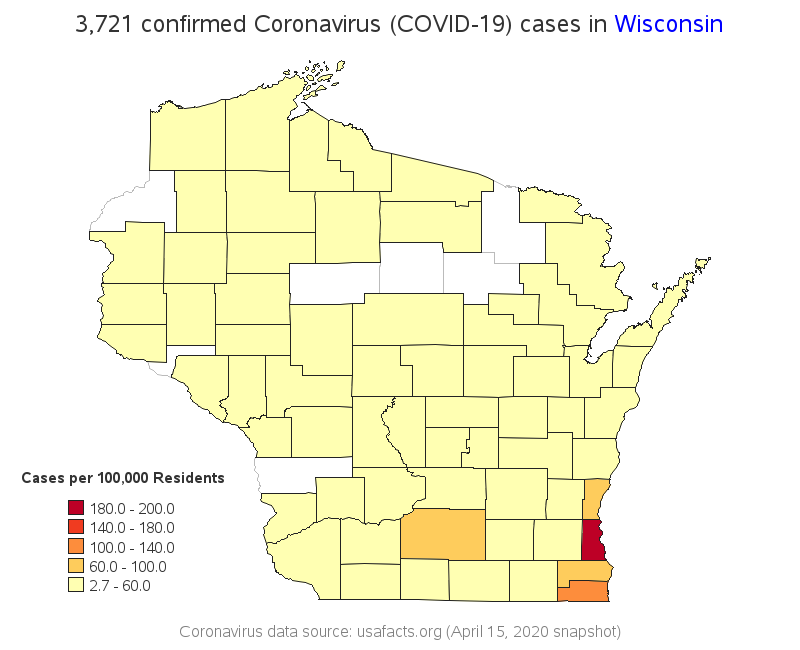 3,721 confirmed Coronavirus (COVID-19) cases in Wisconsin
Cases per 100,000 Residents
180.0 - 200.0
140.0 - 180.0
100.0 - 140.0
60.0 - 100.0
2.7 - 60.0
Coronavirus data source: usafacts.org (April 15, 2020 snapshot)